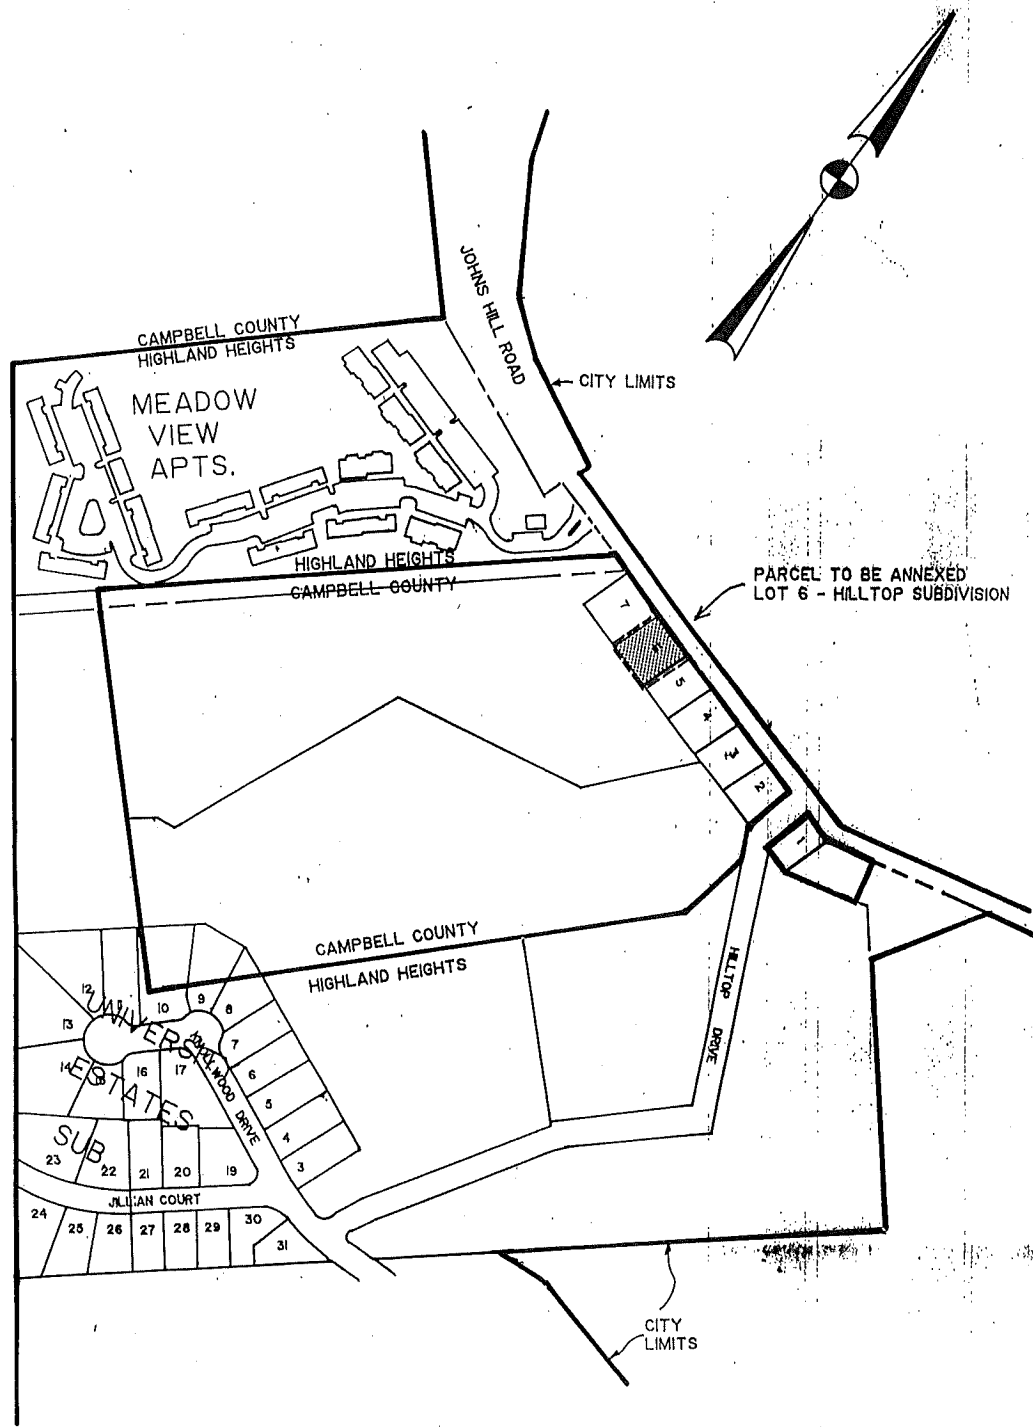 JOHNS HILL ROAD
CAMPBELL COUNTY
HIGHLAND HEIGHTS
CITY LIMITS
MEADOW
VIEW
APTS.
HIGHLAND HEIGHTS
CAMPBELL COUNTY
PARCEL TO BE ANNEXED
LOT 6 - HILLTOP SUBDIVISION
7
6
5
4
3
2
1
CAMPBELL COUNTY
HIGHLAND HEIGHTS
HILLTOP DRIVE
12
10
9
8
13
7
14
16
17
6
5
4
3
ESTATES
SUB
WOOD DRIVE
23
22
21
20
19
JILLIAN COURT
24
25
26
27
28
29
30
31
CITY
LIMITS